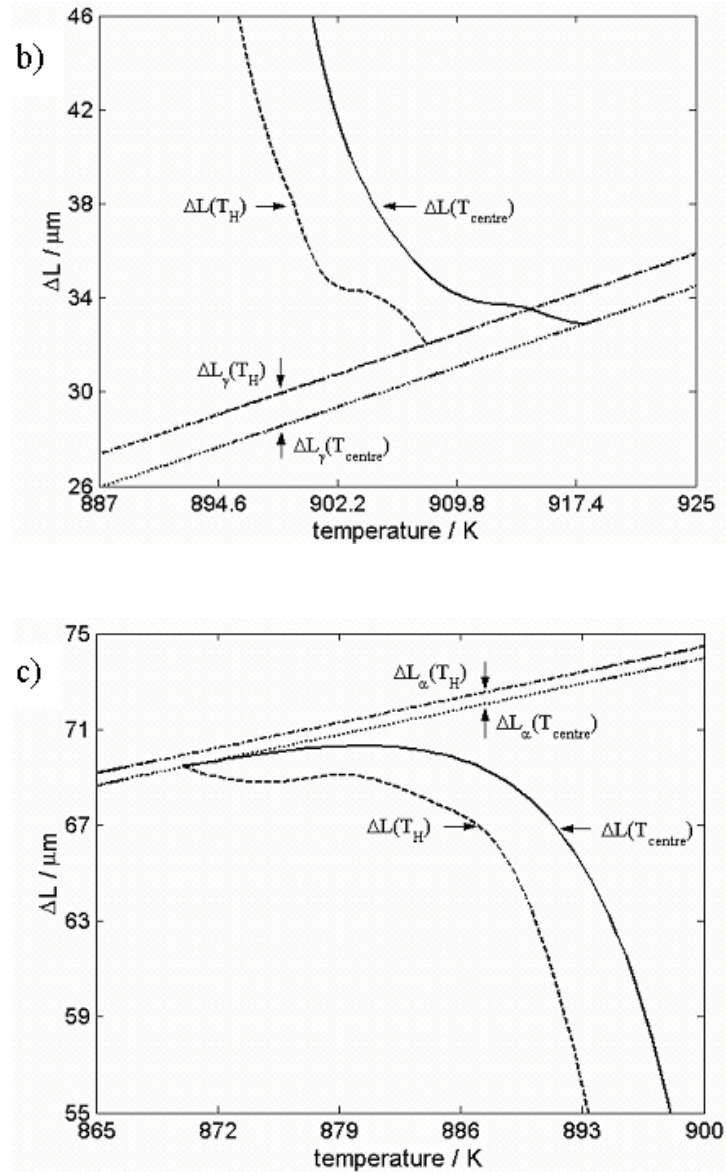 b)
46
42
38
34
30
26
ΔL / μm
ΔL(T_H)
ΔL(T_centre)
ΔL_γ(T_H)
ΔL_γ(T_centre)
887 894.6 902.2 909.8 917.4 925
temperature / K
c)
75
71
67
63
59
55
ΔL / μm
ΔL_α(T_H)
ΔL_α(T_centre)
ΔL(T_H)
ΔL(T_centre)
865 872 879 886 893 900
temperature / K